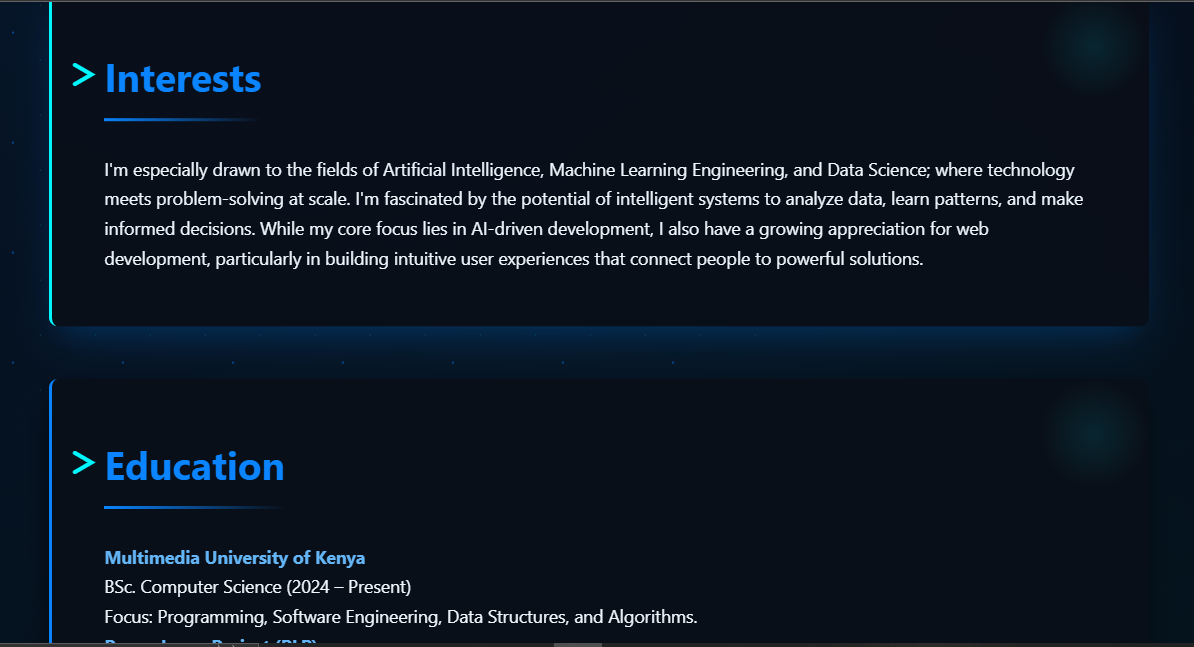 > Interests
I'm especially drawn to the fields of Artificial Intelligence, Machine Learning Engineering, and Data Science; where technology
meets problem-solving at scale. I'm fascinated by the potential of intelligent systems to analyze data, learn patterns, and make
informed decisions. While my core focus lies in AI-driven development, I also have a growing appreciation for web
development, particularly in building intuitive user experiences that connect people to powerful solutions.
> Education
Multimedia University of Kenya
BSc. Computer Science (2024 – Present)
Focus: Programming, Software Engineering, Data Structures, and Algorithms.